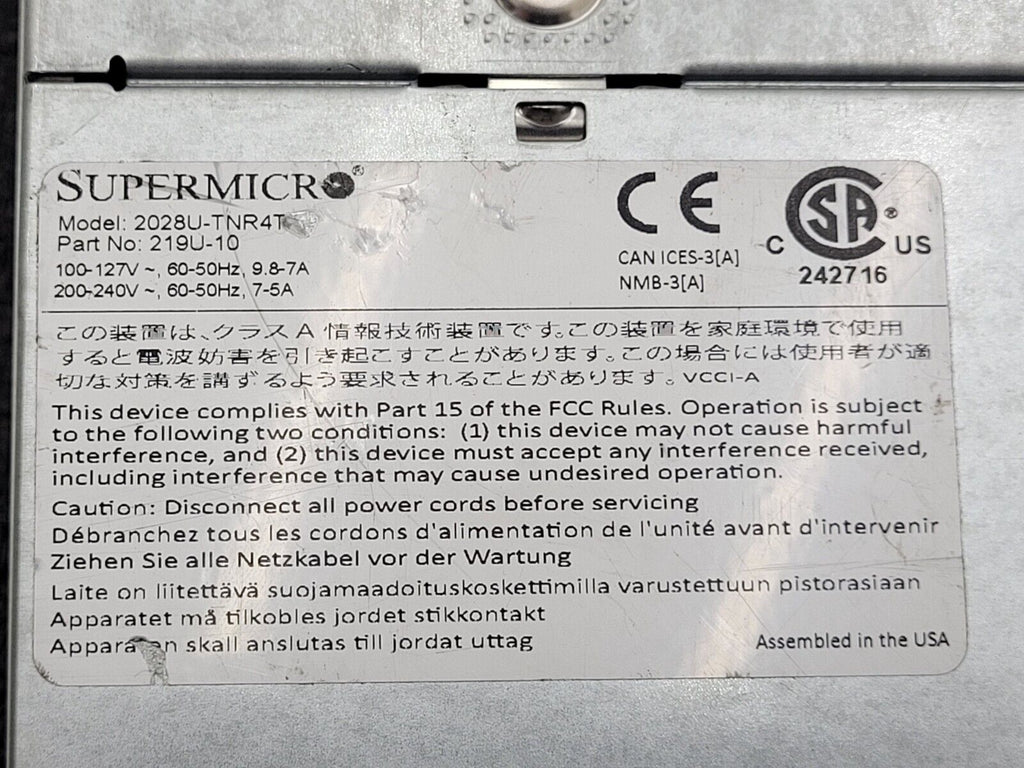 SUPERMICRO®
Model: 2028U-TNR4T
Part No: 219U-10
100-127V ~, 60-50Hz, 9.8-7A
200-240V ~, 60-50Hz, 7-5A
CE
CAN ICES-3[A]
NMB-3[A]
C SA ® US
242716
この装置は、クラスA情報技術装置です。この装置を家庭環境で使用
すると電波妨害を引き起こすことがあります。この場合には使用者が適
切な対策を講ずるよう要求されることがあります。VCCI-A
This device complies with Part 15 of the FCC Rules. Operation is subject
to the following two conditions: (1) this device may not cause harmful
interference, and (2) this device must accept any interference received,
including interference that may cause undesired operation.
Caution: Disconnect all power cords before servicing
Débranchez tous les cordons d'alimentation de l'unité avant d'intervenir
Ziehen Sie alle Netzkabel vor der Wartung
Laite on liitettävä suojamaadoituskoskettimilla varustettuun pistorasiaan
Apparatet må tilkobles jordet stikkontakt
Apparaten skall anslutas till jordat uttag
Assembled in the USA